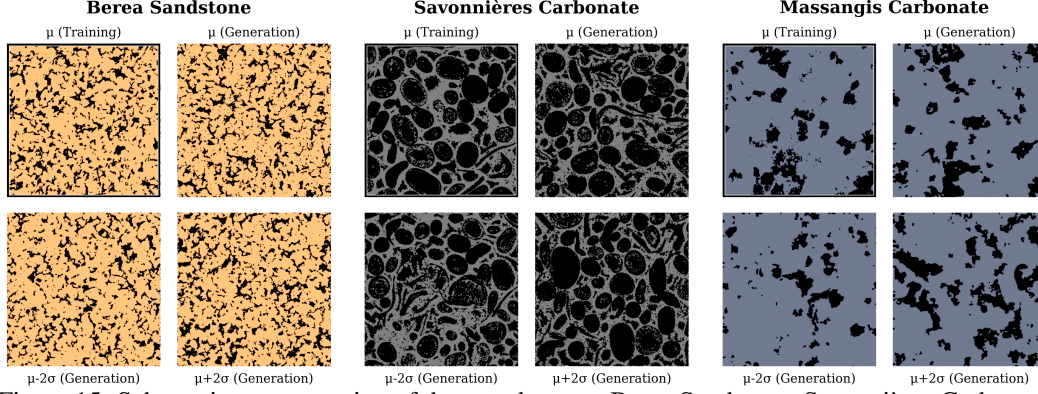 Berea Sandstone Savonnières Carbonate Massangis Carbonate
μ (Training) μ (Generation) μ (Training) μ (Generation) μ (Training) μ (Generation)
μ-2σ (Generation) μ+2σ (Generation) μ-2σ (Generation) μ+2σ (Generation) μ-2σ (Generation) μ+2σ (Generation)